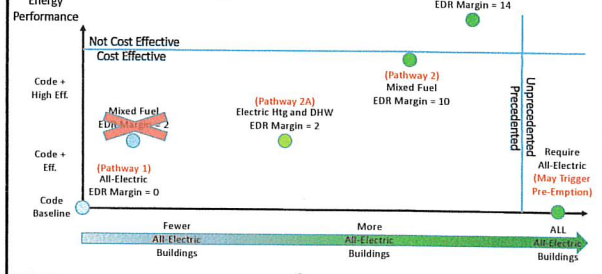 Energy
Performance
EDR Margin = 14
Not Cost Effective
Cost Effective
(Pathway 2)
Mixed Fuel
EDR Margin = 10
Code +
High Eff.
(Pathway 2A)
Electric Htg and DHW
EDR Margin = 2
Mixed Fuel
EDR Margin = 2
Unprecedented
Precedented
Code +
Eff.
(Pathway 1)
All-Electric
EDR Margin = 0
Require
All-Electric
(May Trigger
Pre-Emption)
Code
Baseline
Fewer
All-Electric
Buildings
More
All-Electric
Buildings
ALL
All-Electric
Buildings